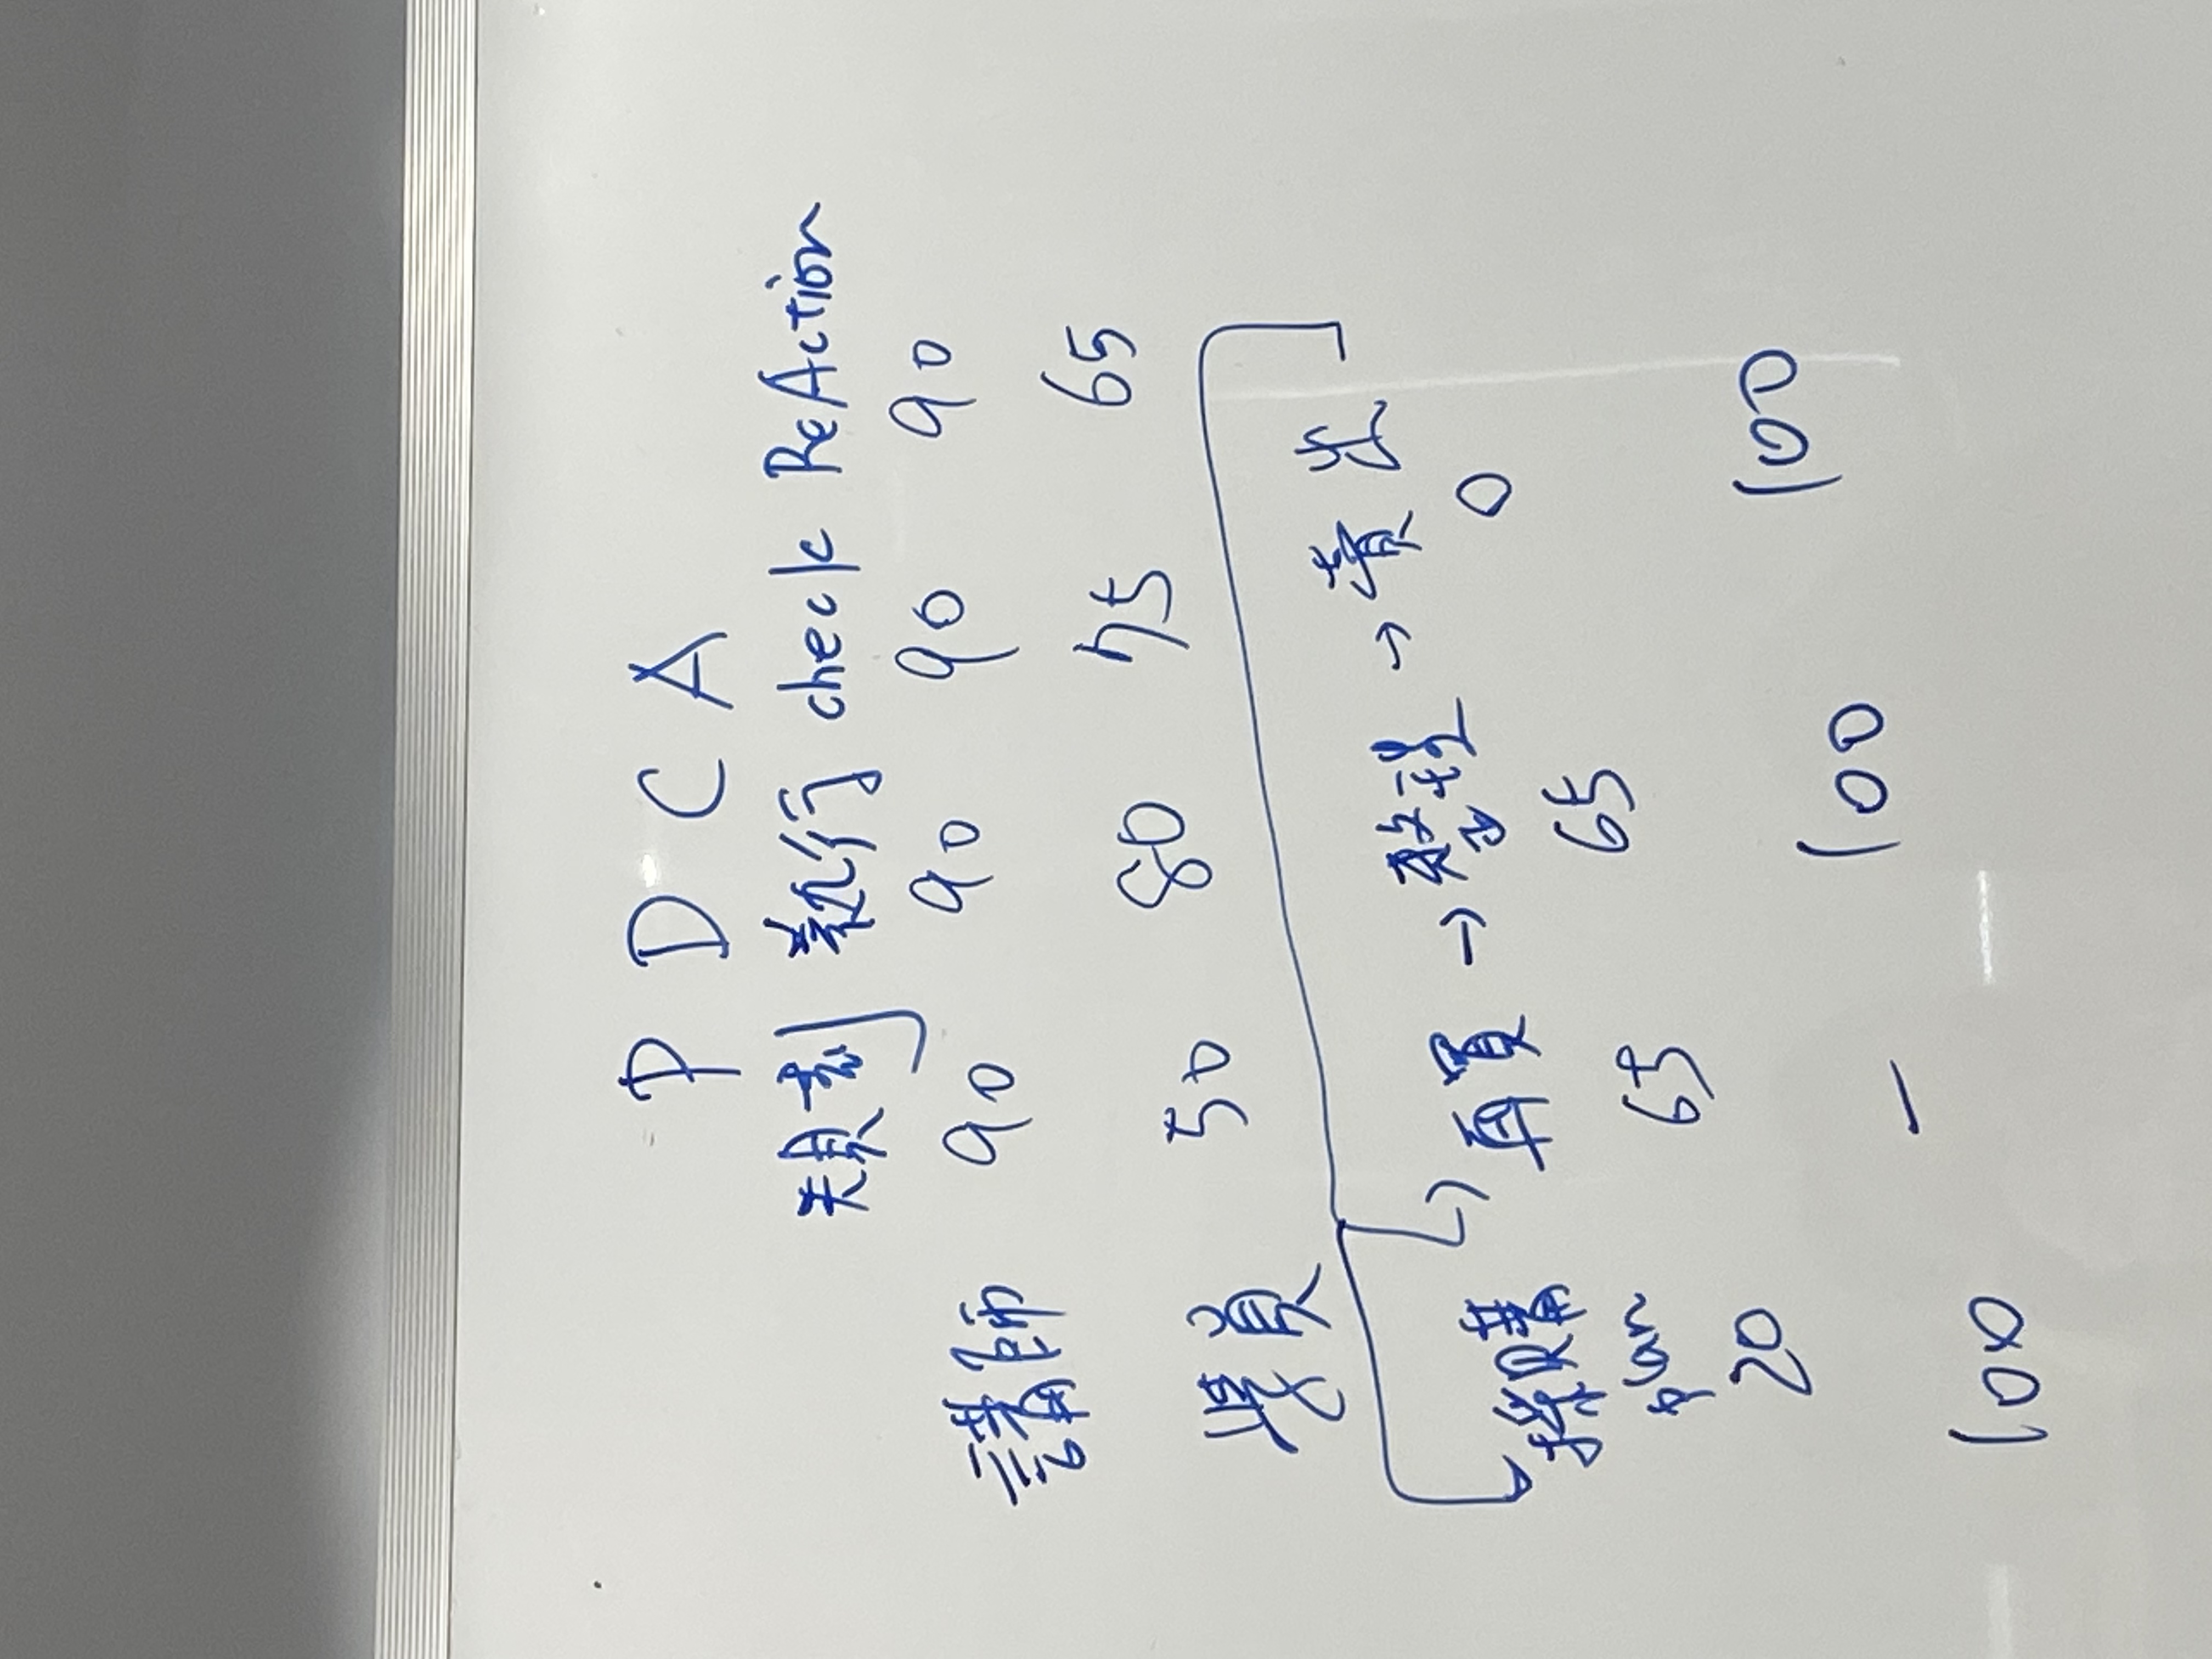 P D C A
規劃 執行 check ReAction
講師 90 90 90 90
學員 50 80 75 65
採購 → 再買 → 整理 → 賣出
plan 65 65 0
20
100 — 100 100